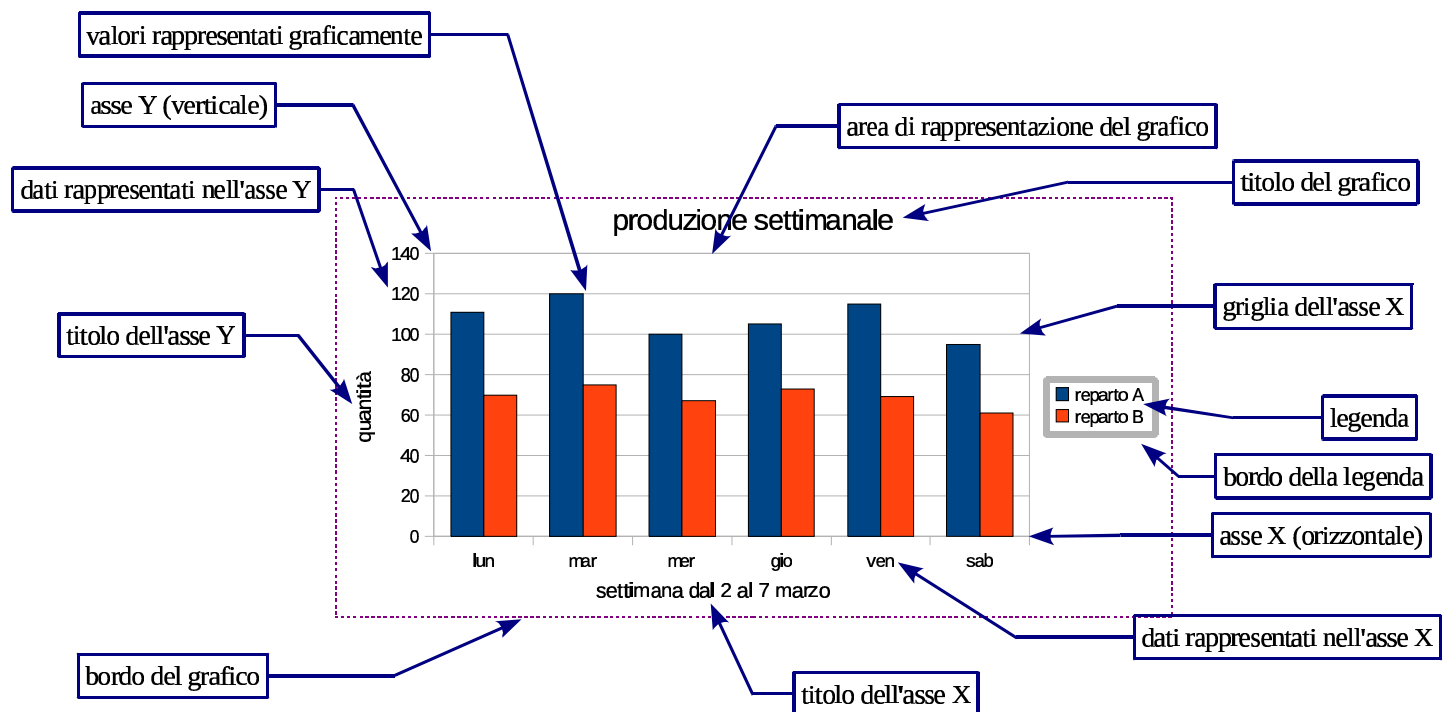 valori rappresentati graficamente
asse Y (verticale)
area di rappresentazione del grafico
dati rappresentati nell'asse Y
titolo del grafico
produzione settimanale
140
120
100
80
60
40
20
0
griglia dell'asse X
titolo dell'asse Y
quantità
reparto A
reparto B
legenda
bordo della legenda
asse X (orizzontale)
lun mar mer gio ven sab
settimana dal 2 al 7 marzo
dati rappresentati nell'asse X
bordo del grafico
titolo dell'asse X